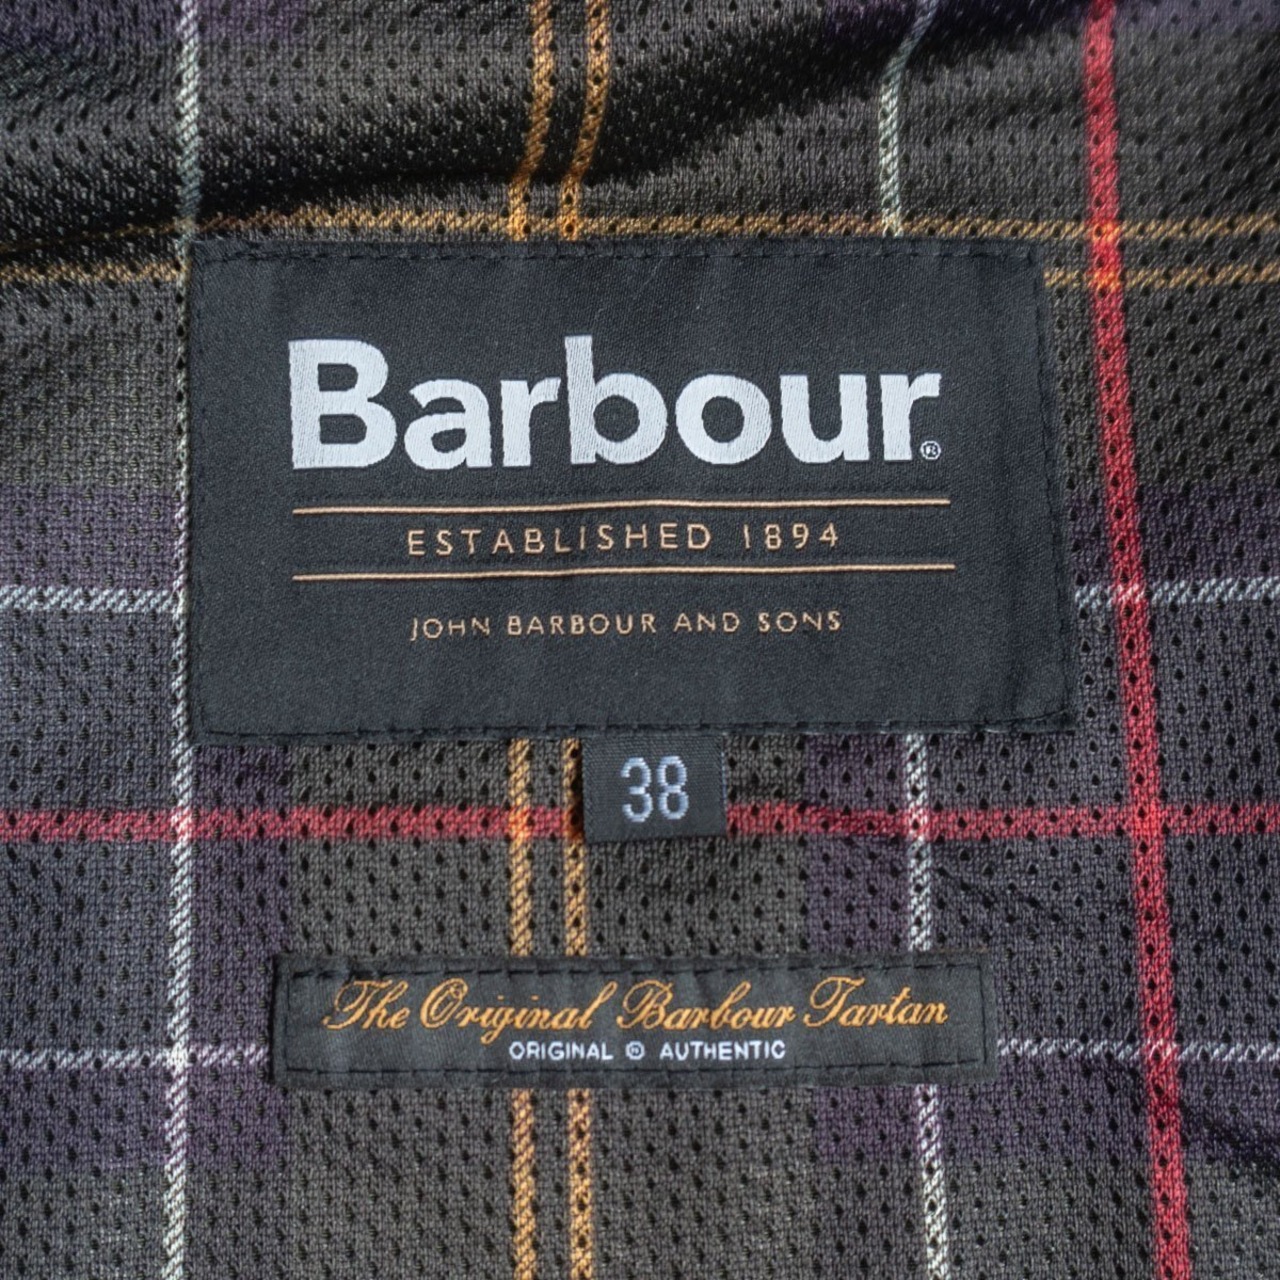 Barbour®
ESTABLISHED 1894
JOHN BARBOUR AND SONS
38
The Original Barbour Tartan
ORIGINAL ® AUTHENTIC